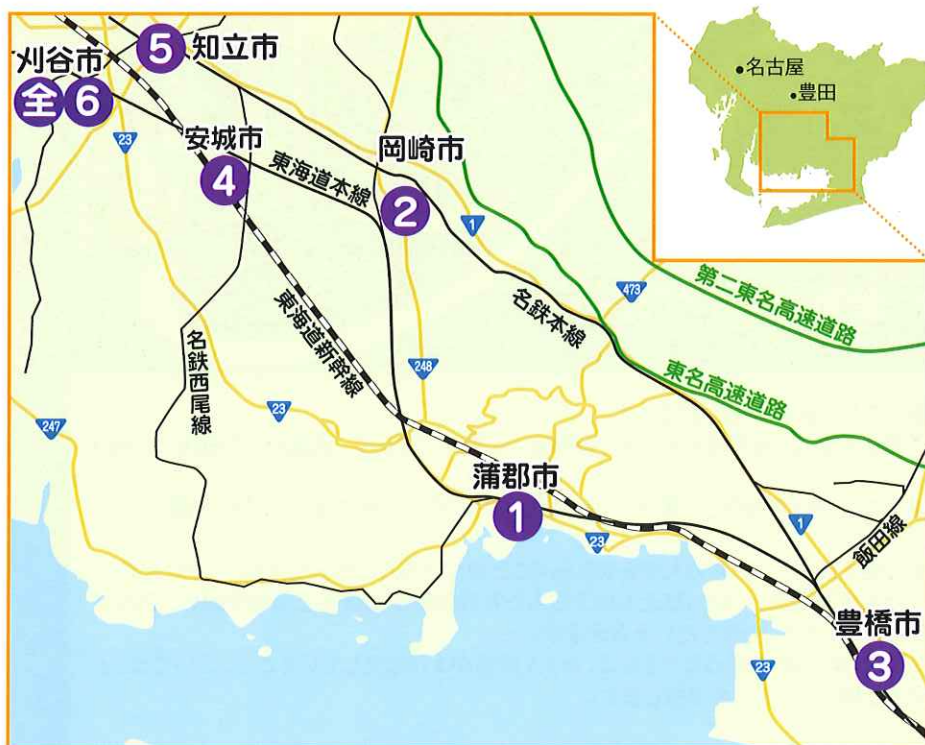 刈谷市
全 6
5 知立市
名古屋
豊田
23
安城市
4
東海道本線
岡崎市
2
1
第二東名高速道路
473
名鉄本線
東海道新幹線
名鉄西尾線
248
東名高速道路
247
23
蒲郡市
1
23
1
飯田線
豊橋市
3
23